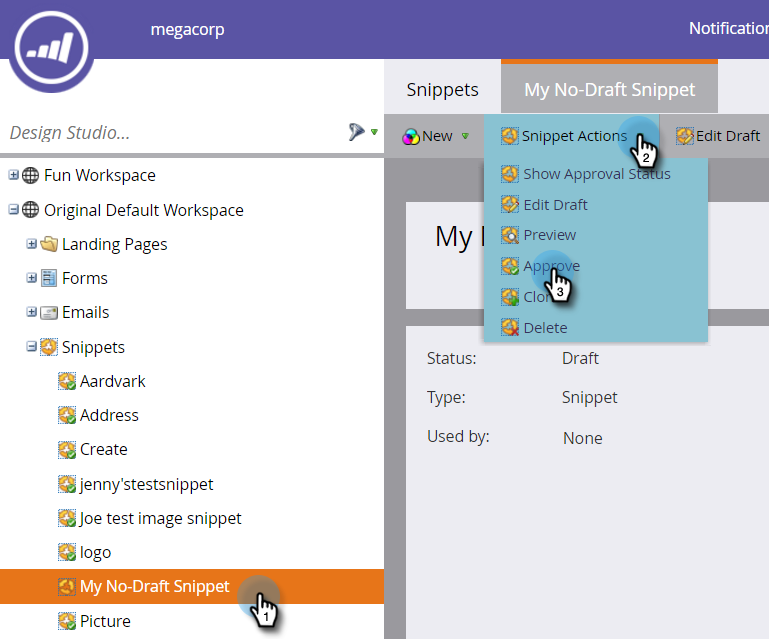 megacorp
Notification
Snippets
My No-Draft Snippet
Design Studio...
New
Snippet Actions
Edit Draft
2
Show Approval Status
Edit Draft
Preview
Approve
3
Clone
Delete
Fun Workspace
Original Default Workspace
Landing Pages
Forms
Emails
Snippets
Aardvark
Address
Create
jenny'stestsnippet
Joe test image snippet
logo
My No-Draft Snippet
1
Picture
My
Status: Draft
Type: Snippet
Used by: None